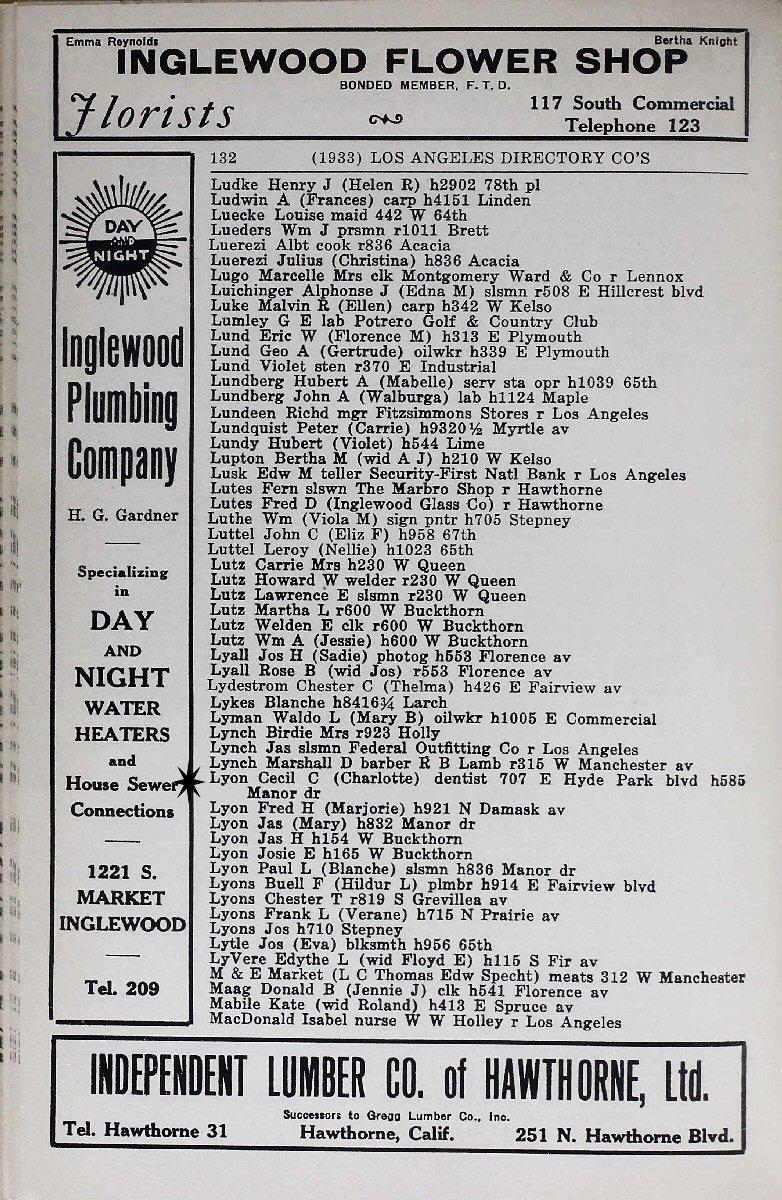 Emma Reynolds Bertha Knight
INGLEWOOD FLOWER SHOP
BONDED MEMBER, F. T. D.
Florists
117 South Commercial
Telephone 123
DAY
AND
NIGHT
Inglewood
Plumbing
Company
H. G. Gardner
Specializing
in
DAY
AND
NIGHT
WATER
HEATERS
and
House Sewer
Connections
1221 S.
MARKET
INGLEWOOD
Tel. 209
132 (1933) LOS ANGELES DIRECTORY CO'S
Ludke Henry J (Helen R) h2902 78th pl
Ludwin A (Frances) carp h4151 Linden
Luecke Louise maid 442 W 64th
Lueders Wm J prsmn r1011 Brett
Luerezi Albt cook r836 Acacia
Luerezi Julius (Christina) h836 Acacia
Lugo Marcelle Mrs clk Montgomery Ward & Co r Lennox
Luichinger Alphonse J (Edna M) slsmn r508 E Hillcrest blvd
Luke Malvin R (Ellen) carp h342 W Kelso
Lumley G E lab Potrero Golf & Country Club
Lund Eric W (Florence M) h313 E Plymouth
Lund Geo A (Gertrude) oilwkr h339 E Plymouth
Lund Violet sten r370 E Industrial
Lundberg Hubert A (Mabelle) serv sta opr h1039 65th
Lundberg John A (Walburga) lab h1124 Maple
Lundeen Richd mgr Fitzsimmons Stores r Los Angeles
Lundquist Peter (Carrie) h9320½ Myrtle av
Lundy Hubert (Violet) h544 Lime
Lupton Bertha M (wid A J) h210 W Kelso
Lusk Edw M teller Security-First Natl Bank r Los Angeles
Lutes Fern slswn The Marbro Shop r Hawthorne
Lutes Fred D (Inglewood Glass Co) r Hawthorne
Luthe Wm (Viola M) sign pntr h705 Stepney
Luttel John C (Eliz F) h958 67th
Luttel Leroy (Nellie) h1023 65th
Lutz Carrie Mrs h230 W Queen
Lutz Howard W welder r230 W Queen
Lutz Lawrence E slsmn r230 W Queen
Lutz Martha L r600 W Buckthorn
Lutz Welden E clk r600 W Buckthorn
Lutz Wm A (Jessie) h600 W Buckthorn
Lyall Jos H (Sadie) photog h553 Florence av
Lyall Rose B (wid Jos) r553 Florence av
Lydestrom Chester C (Thelma) h426 E Fairview av
Lykes Blanche h8416¾ Larch
Lyman Waldo L (Mary B) oilwkr h1005 E Commercial
Lynch Birdie Mrs r923 Holly
Lynch Jas slsmn Federal Outfitting Co r Los Angeles
Lynch Marshall D barber R B Lamb r315 W Manchester av
Lyon Cecil C (Charlotte) dentist 707 E Hyde Park blvd h585
Manor dr
Lyon Fred H (Marjorie) h921 N Damask av
Lyon Jas (Mary) h832 Manor dr
Lyon Jas H h154 W Buckthorn
Lyon Josie E h165 W Buckthorn
Lyon Paul L (Blanche) slsmn h836 Manor dr
Lyons Buell F (Hildur L) plmbr h914 E Fairview blvd
Lyons Chester T r819 S Grevillea av
Lyons Frank L (Verane) h715 N Prairie av
Lyons Jos h710 Stepney
Lytle Jos (Eva) blksmth h956 65th
LyVere Edythe L (wid Floyd E) h115 S Fir av
M & E Market (L C Thomas Edw Specht) meats 312 W Manchester
Maag Donald B (Jennie J) clk h541 Florence av
Mabile Kate (wid Roland) h413 E Spruce av
MacDonald Isabel nurse W W Holley r Los Angeles
INDEPENDENT LUMBER CO. of HAWTHORNE, Ltd.
Successors to Gregg Lumber Co., Inc.
Tel. Hawthorne 31 Hawthorne, Calif. 251 N. Hawthorne Blvd.